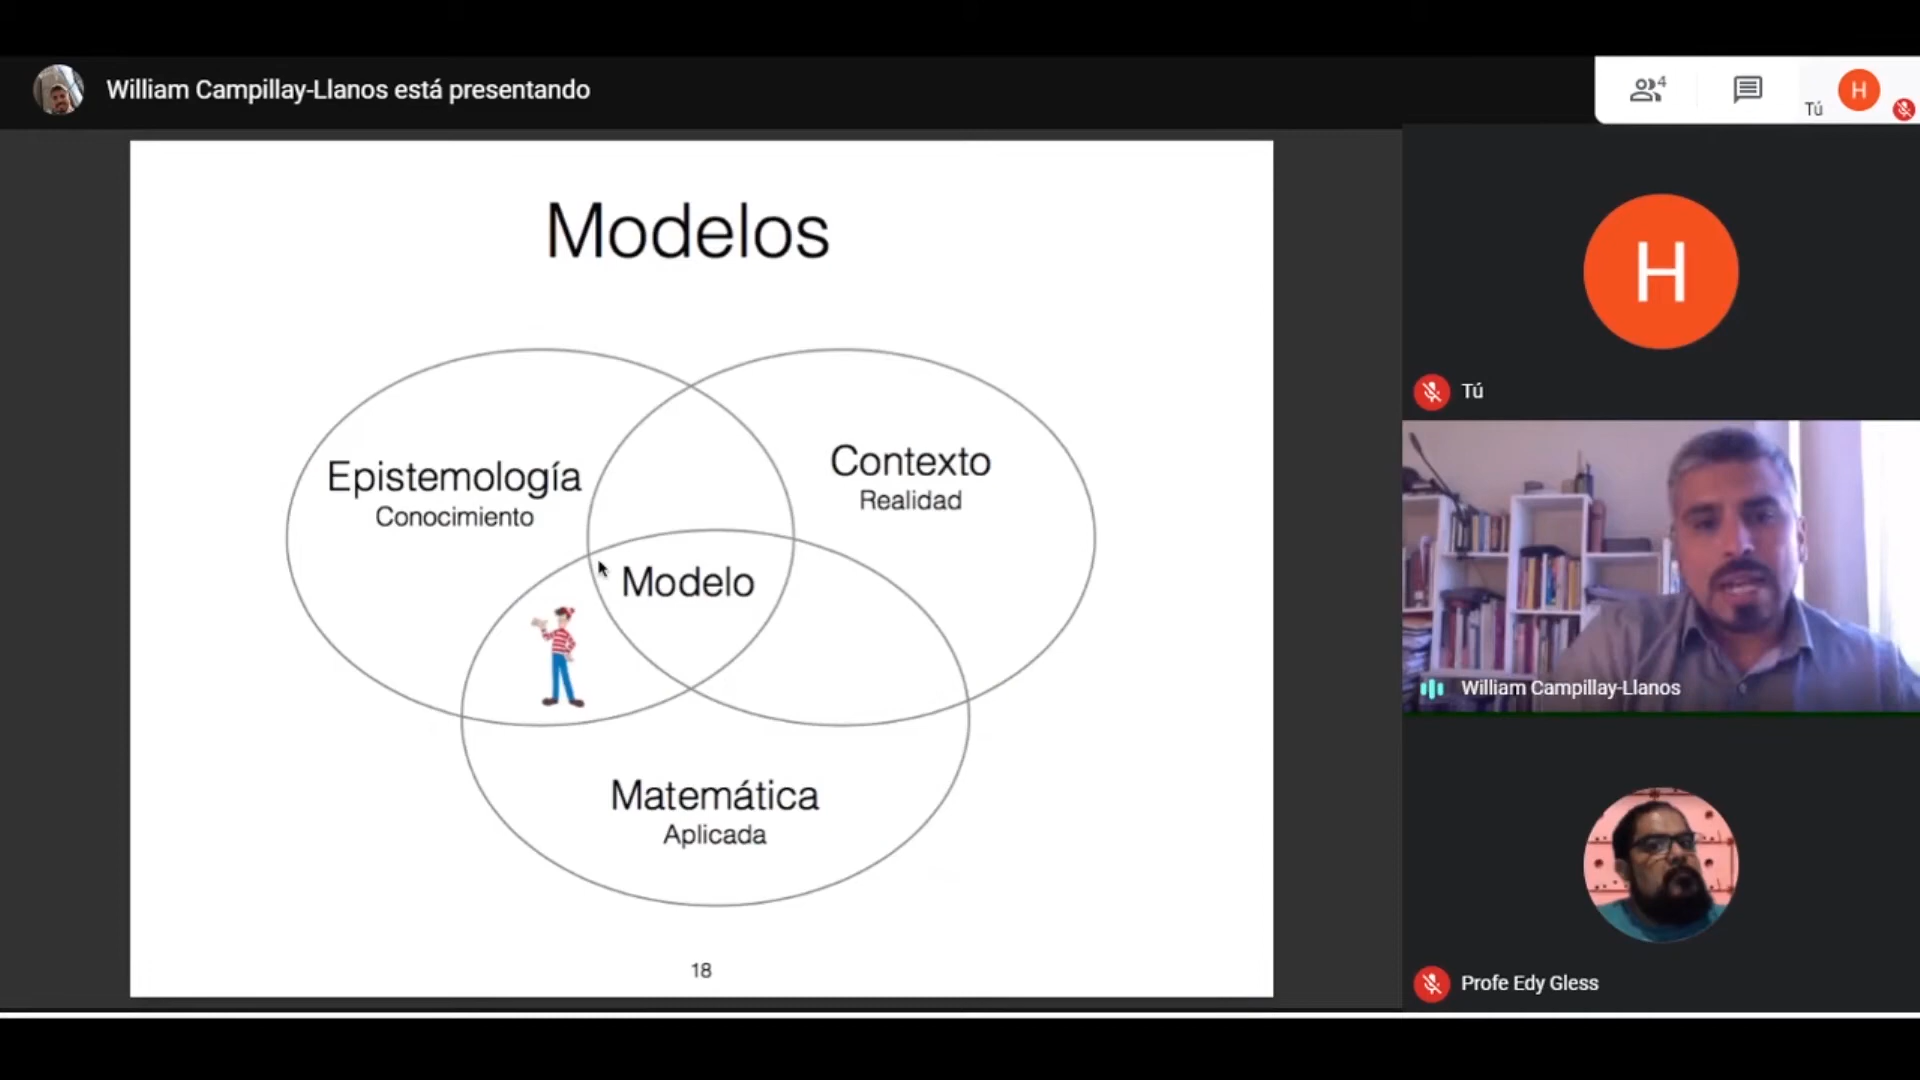 William Campillay-Llanos está presentando
4
Tú
H
Modelos
Epistemología
Conocimiento
Contexto
Realidad
Modelo
Matemática
Aplicada
18
H
Tú
William Campillay-Llanos
Profe Edy Gless